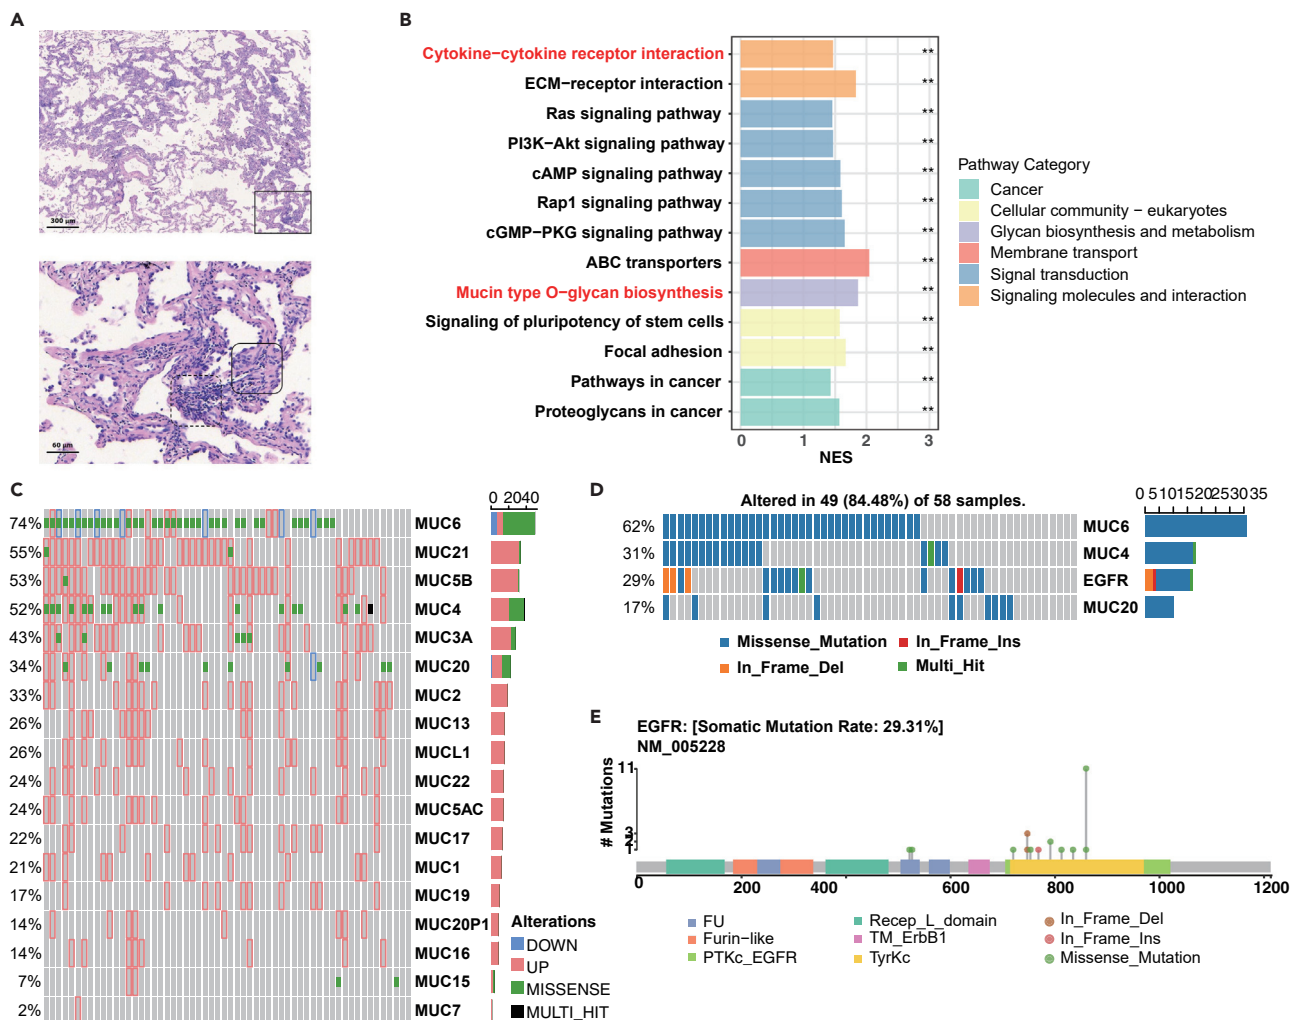 A
300 µm
60 µm
B
Cytokine−cytokine receptor interaction
ECM−receptor interaction
Ras signaling pathway
PI3K−Akt signaling pathway
cAMP signaling pathway
Rap1 signaling pathway
cGMP−PKG signaling pathway
ABC transporters
Mucin type O−glycan biosynthesis
Signaling of pluripotency of stem cells
Focal adhesion
Pathways in cancer
Proteoglycans in cancer
**
**
**
**
**
**
**
**
**
**
**
**
**
0 1 2 3
NES
Pathway Category
Cancer
Cellular community − eukaryotes
Glycan biosynthesis and metabolism
Membrane transport
Signal transduction
Signaling molecules and interaction
C
0 2040
74% MUC6
55% MUC21
53% MUC5B
52% MUC4
43% MUC3A
34% MUC20
33% MUC2
26% MUC13
26% MUCL1
24% MUC22
24% MUC5AC
22% MUC17
21% MUC1
17% MUC19
14% MUC20P1
14% MUC16
7% MUC15
2% MUC7
Alterations
DOWN
UP
MISSENSE
MULTI_HIT
D
Altered in 49 (84.48%) of 58 samples.
0 5101520253035
62% MUC6
31% MUC4
29% EGFR
17% MUC20
Missense_Mutation
In_Frame_Ins
In_Frame_Del
Multi_Hit
E
EGFR: [Somatic Mutation Rate: 29.31%]
NM_005228
# Mutations
11
3
2
1
0 200 400 600 800 1000 1200
FU
Furin−like
PTKc_EGFR
Recep_L_domain
TM_ErbB1
TyrKc
In_Frame_Del
In_Frame_Ins
Missense_Mutation